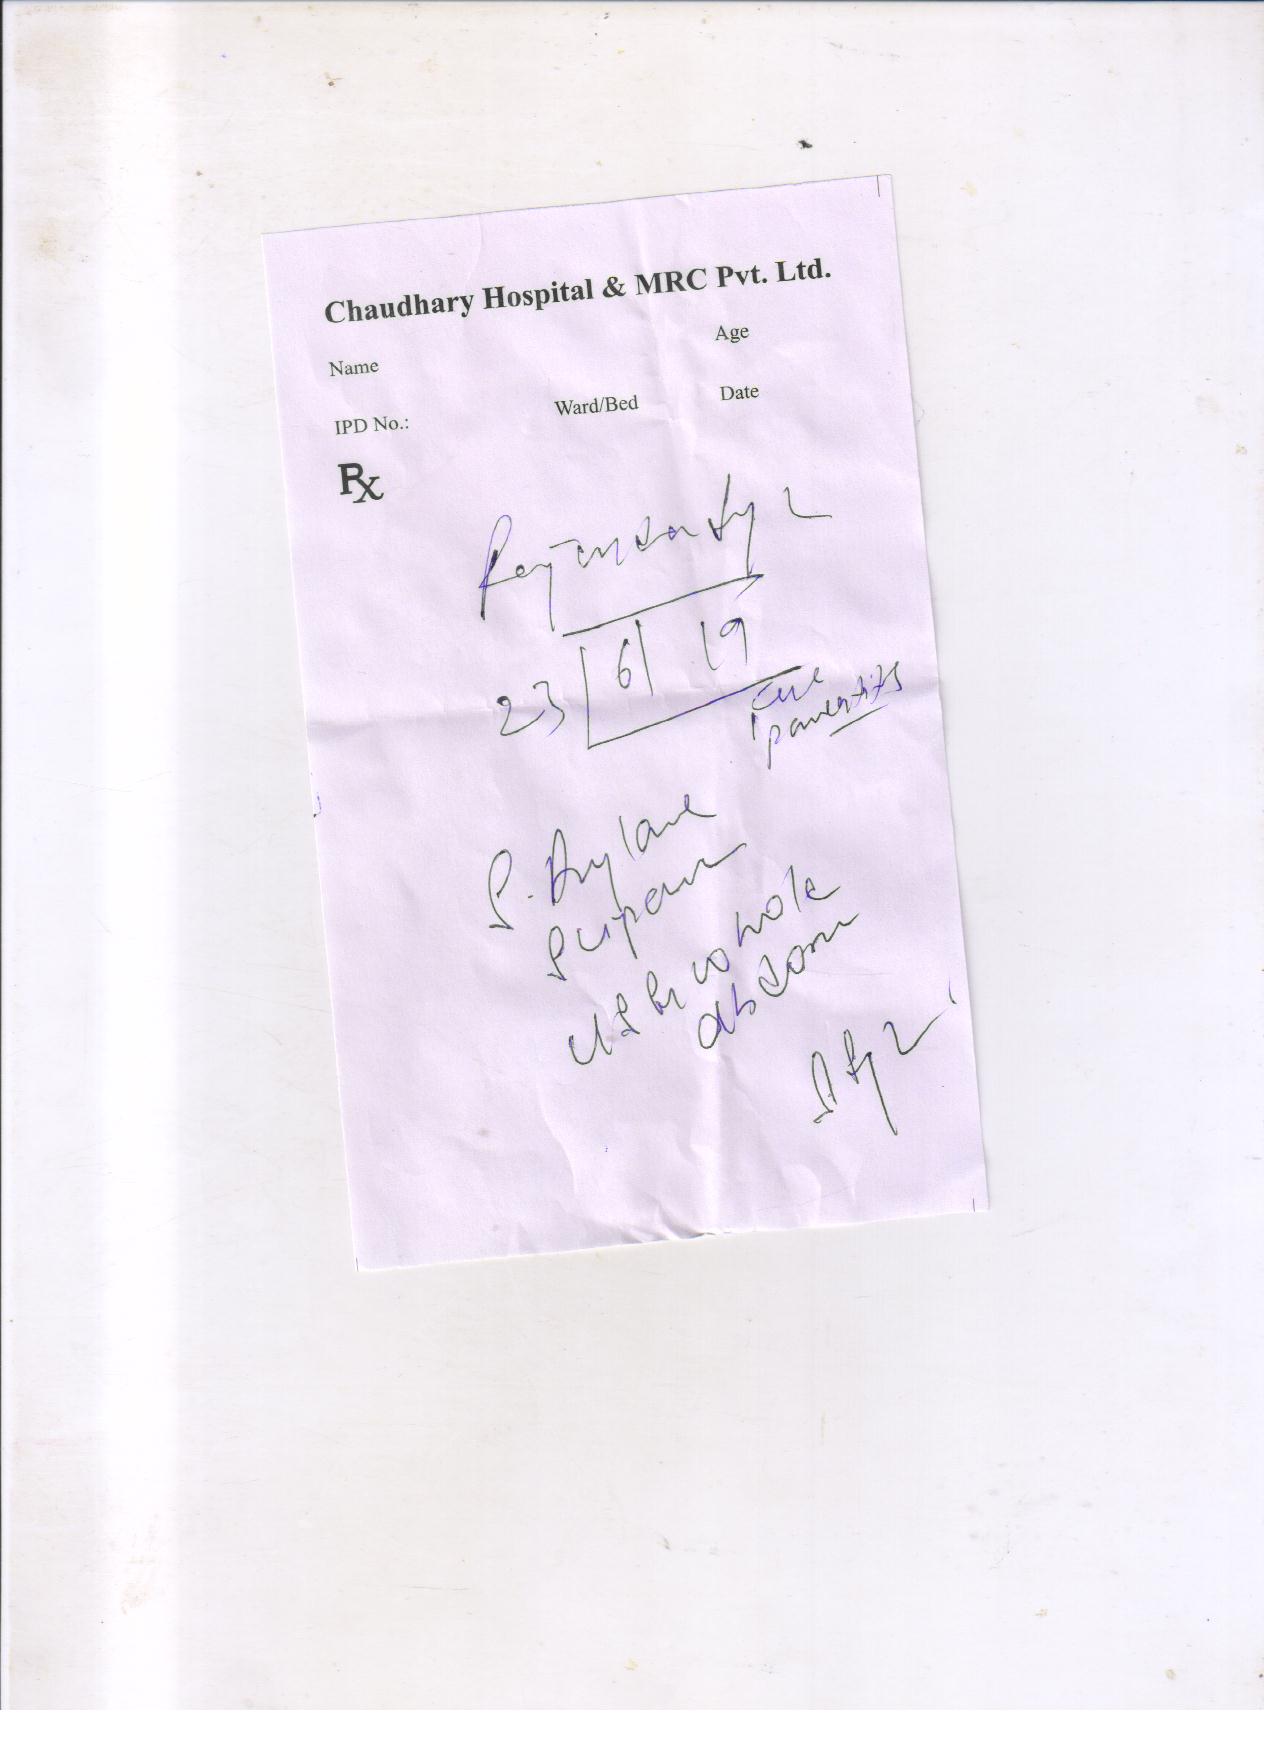 Chaudhary Hospital & MRC Pvt. Ltd.
Name Age
IPD No.: Ward/Bed Date
Rx
23/6/19
S. Amylase
S lipase
USG whole
abdomen